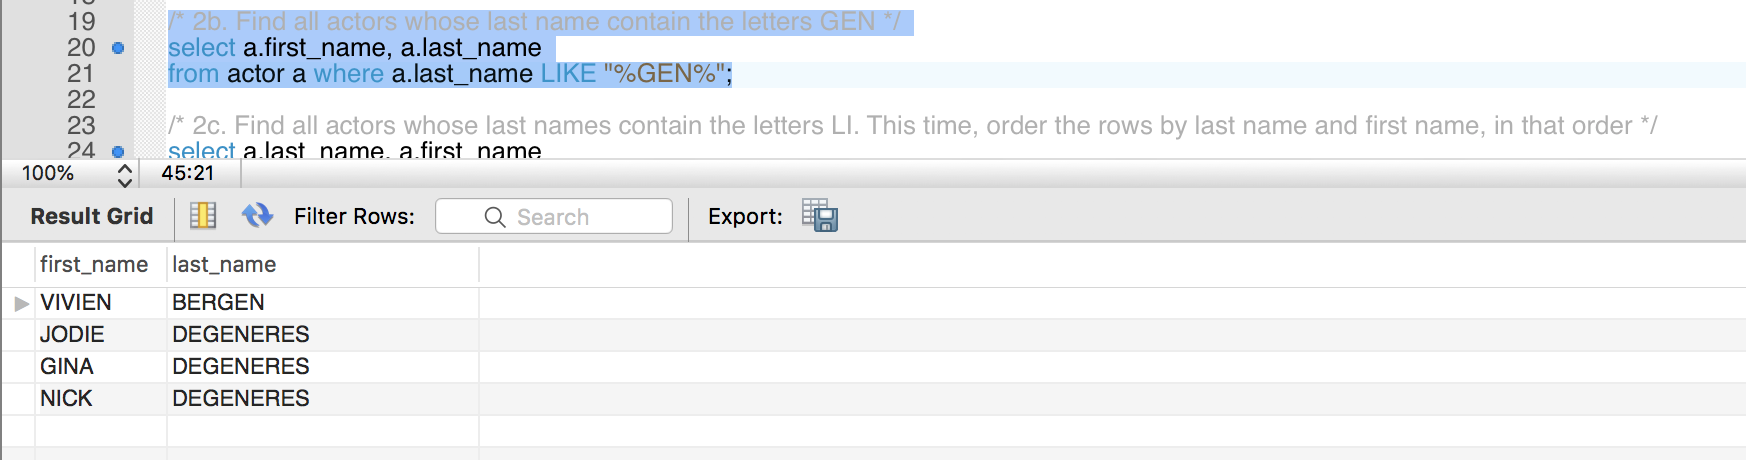 19 /* 2b. Find all actors whose last name contain the letters GEN */
20 select a.first_name, a.last_name
21 from actor a where a.last_name LIKE "%GEN%";
22
23 /* 2c. Find all actors whose last names contain the letters LI. This time, order the rows by last name and first name, in that order */
24 select a.last_name, a.first_name
100% 45:21
Result Grid Filter Rows: Search Export:
first_name last_name
VIVIEN BERGEN
JODIE DEGENERES
GINA DEGENERES
NICK DEGENERES